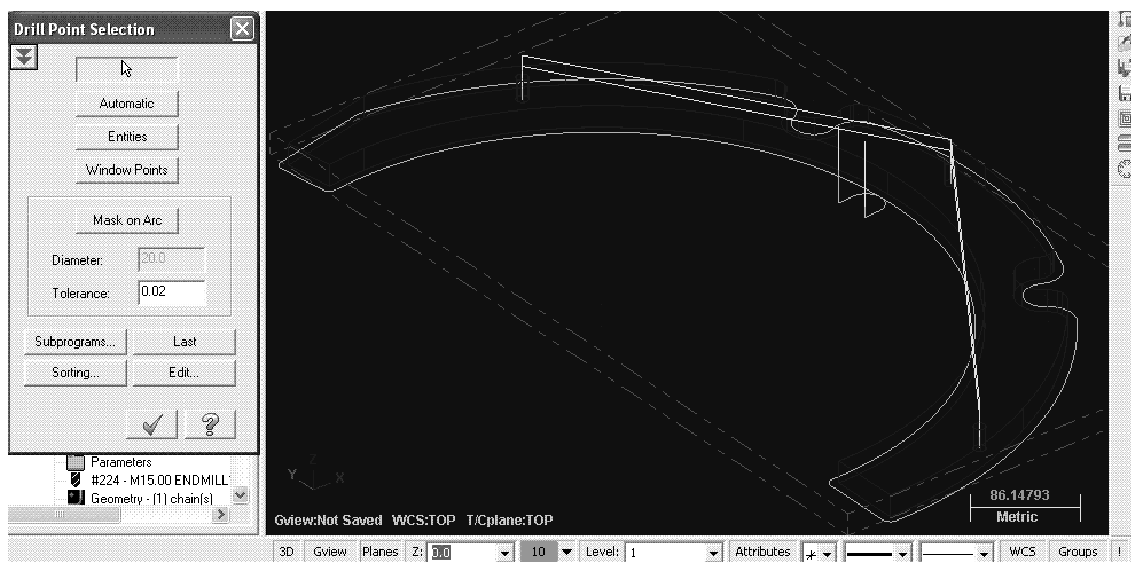 Drill Point Selection
Automatic
Entities
Window Points
Mask on Arc
Diameter: 20.0
Tolerance: 0.02
Subprograms... Last
Sorting... Edit...
Parameters
#224 - M15.00 ENDMILL
Geometry - (1) chain(s)
Z
Y X
Gview:Not Saved WCS:TOP T/Cplane:TOP
86.14793
Metric
3D Gview Planes Z: 0.0 10 Level: 1 Attributes WCS Groups !